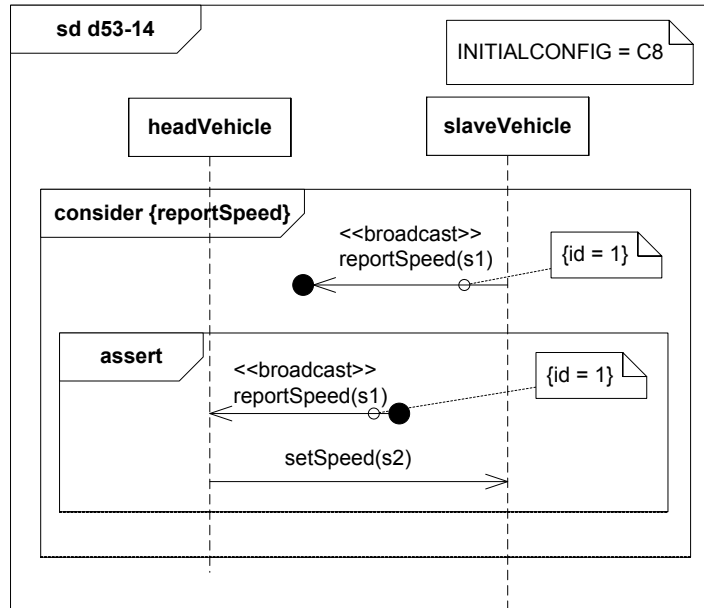 sd d53-14
INITIALCONFIG = C8
headVehicle
slaveVehicle
consider {reportSpeed}
<<broadcast>>
reportSpeed(s1)
{id = 1}
assert
<<broadcast>>
reportSpeed(s1)
{id = 1}
setSpeed(s2)